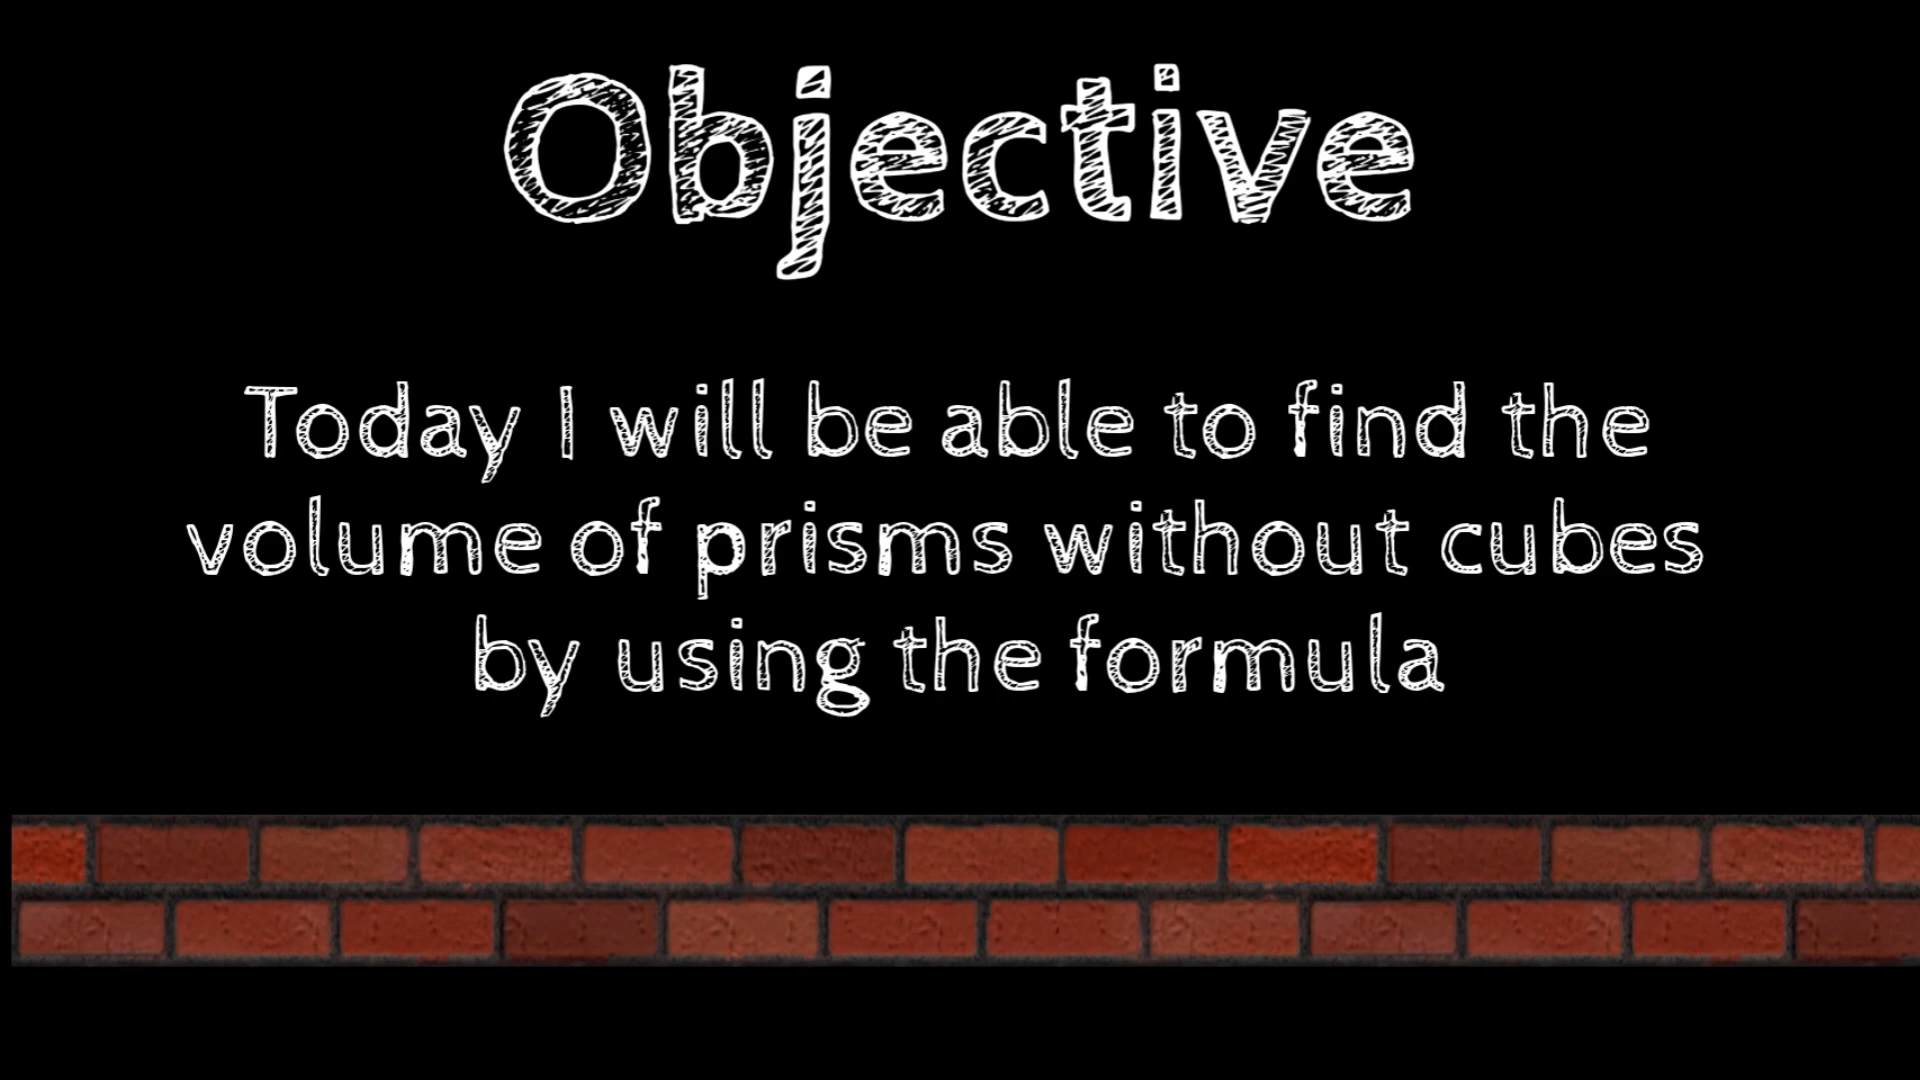 Objective
Today I will be able to find the
volume of prisms without cubes
by using the formula